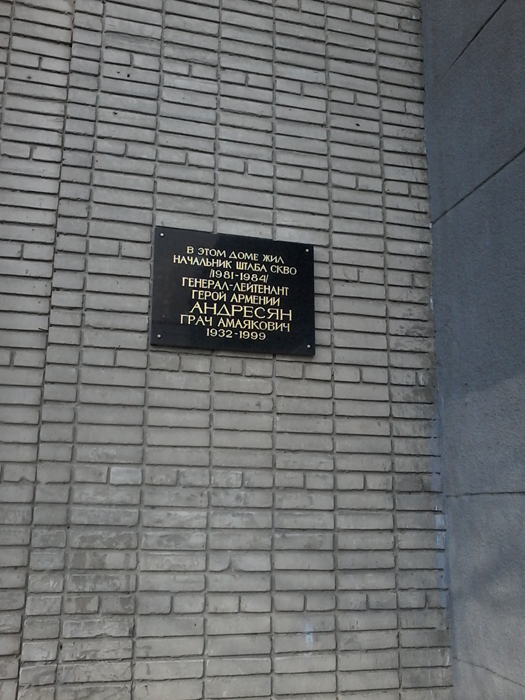 В ЭТОМ ДОМЕ ЖИЛ
НАЧАЛЬНИК ШТАБА СКВО
/1981-1984/
ГЕНЕРАЛ-ЛЕЙТЕНАНТ
ГЕРОЙ АРМЕНИИ
АНДРЕСЯН
ГРАЧ АМАЯКОВИЧ
1932-1999